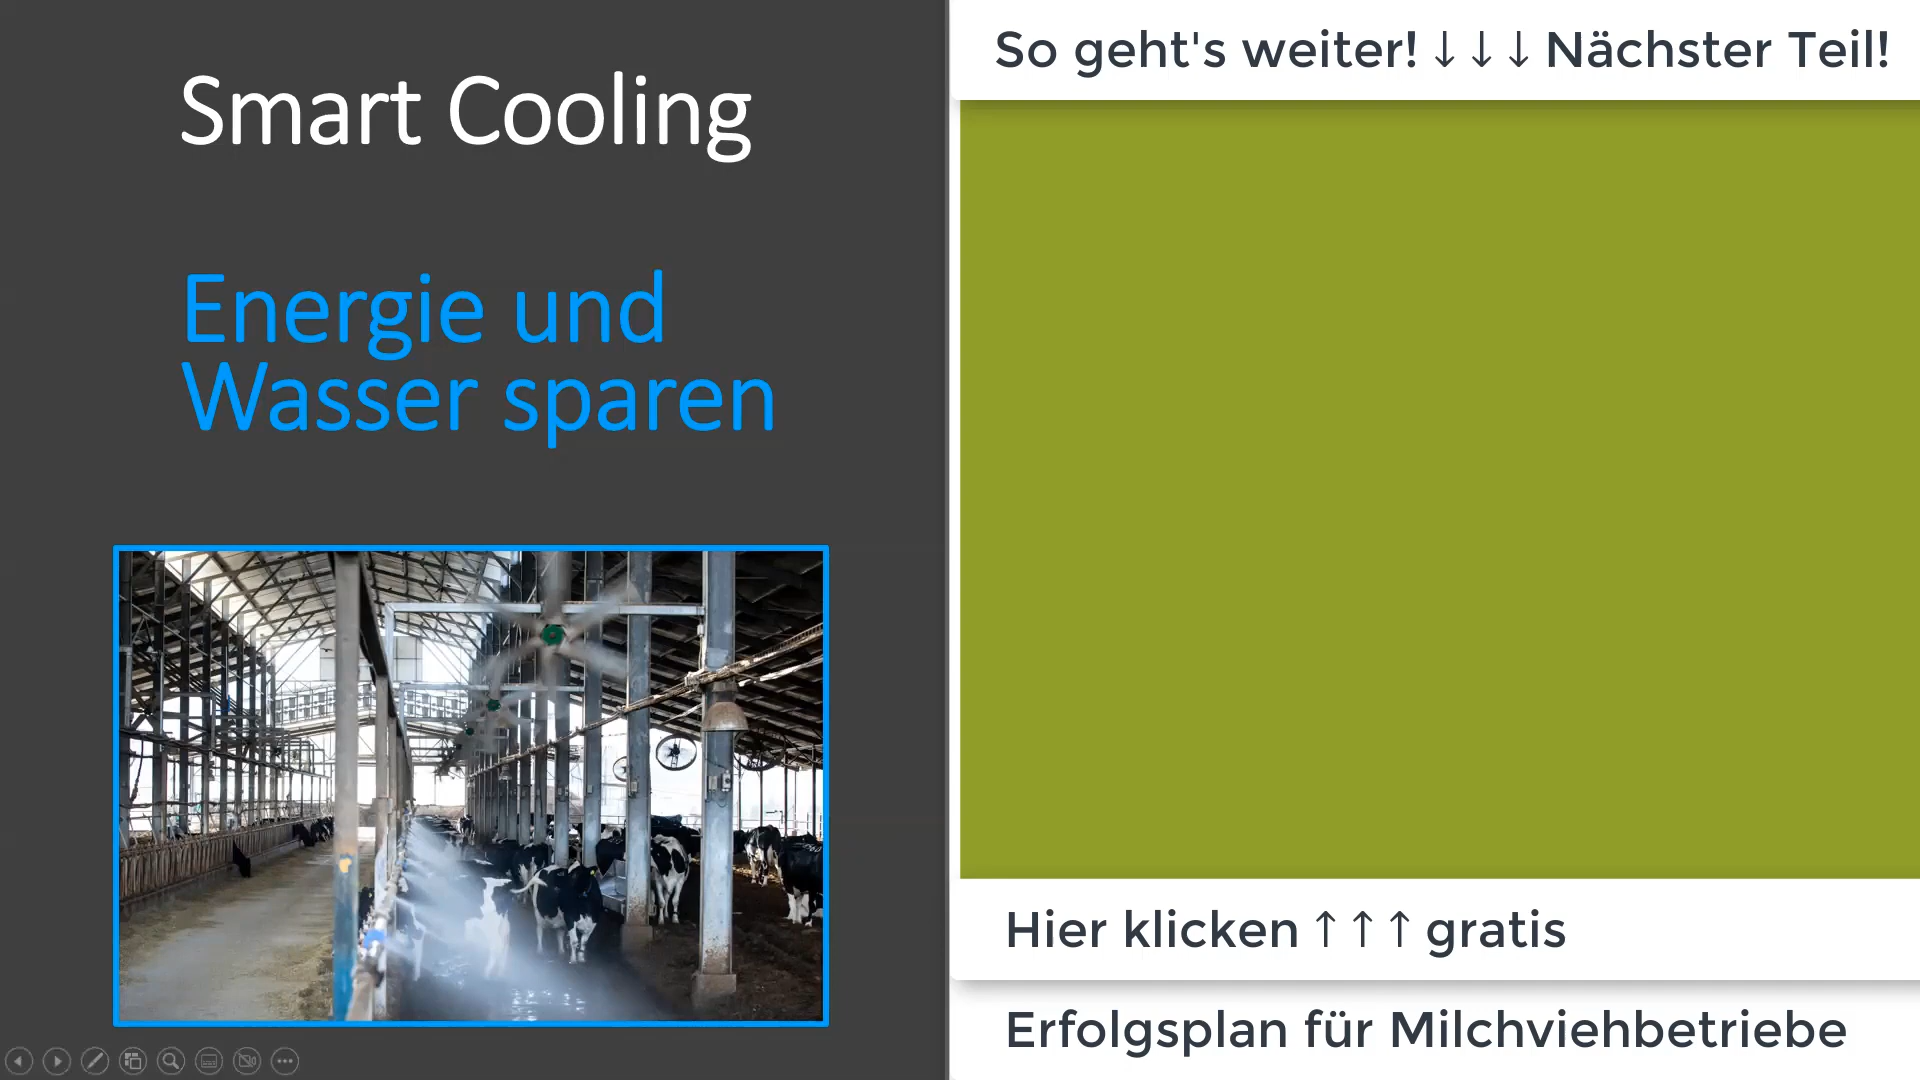 Smart Cooling
Energie und
Wasser sparen
So geht's weiter! ↓ ↓ ↓ Nächster Teil!
Hier klicken ↑ ↑ ↑ gratis
Erfolgsplan für Milchviehbetriebe